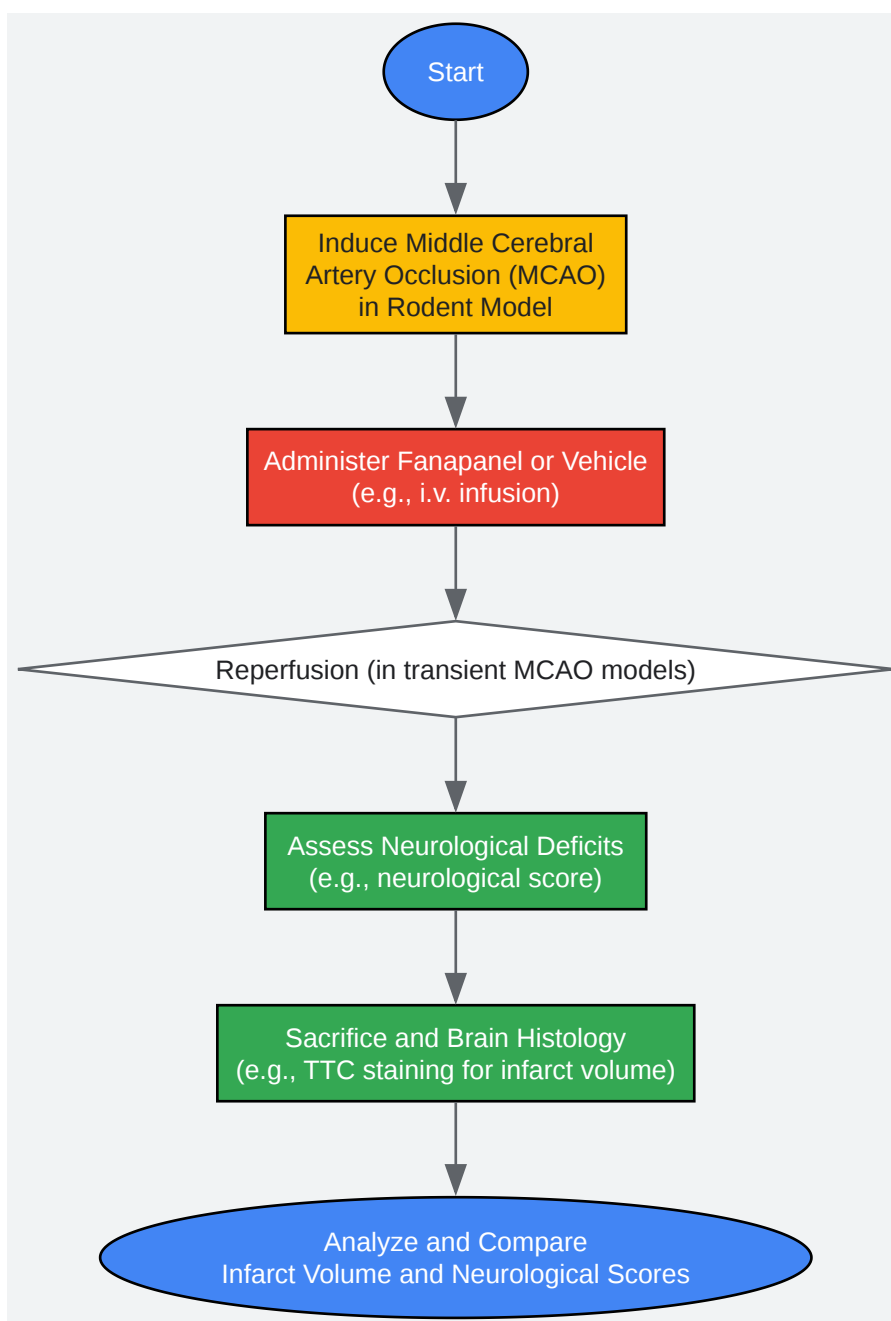 Start
Induce Middle Cerebral
Artery Occlusion (MCAO)
in Rodent Model
Administer Fanapanel or Vehicle
(e.g., i.v. infusion)
Reperfusion (in transient MCAO models)
Assess Neurological Deficits
(e.g., neurological score)
Sacrifice and Brain Histology
(e.g., TTC staining for infarct volume)
Analyze and Compare
Infarct Volume and Neurological Scores